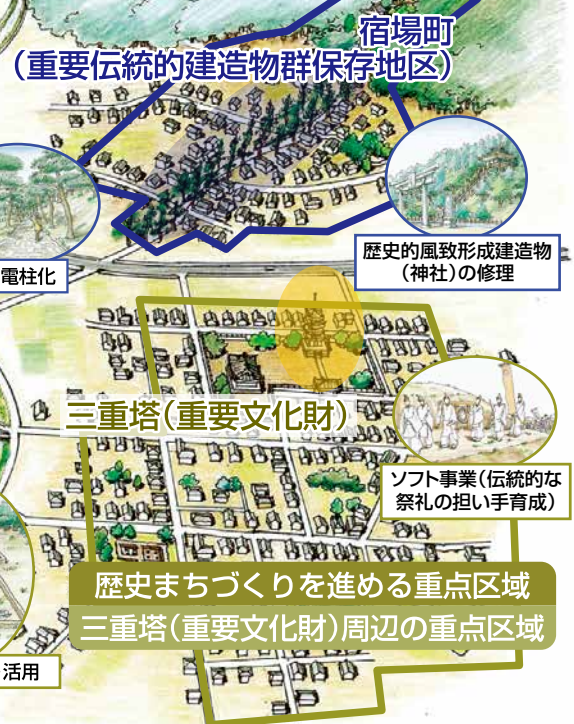 宿場町
(重要伝統的建造物群保存地区)
電柱化
歴史的風致形成建造物
(神社)の修理
三重塔(重要文化財)
ソフト事業(伝統的な
祭礼の担い手育成)
歴史まちづくりを進める重点区域
三重塔(重要文化財)周辺の重点区域
活用